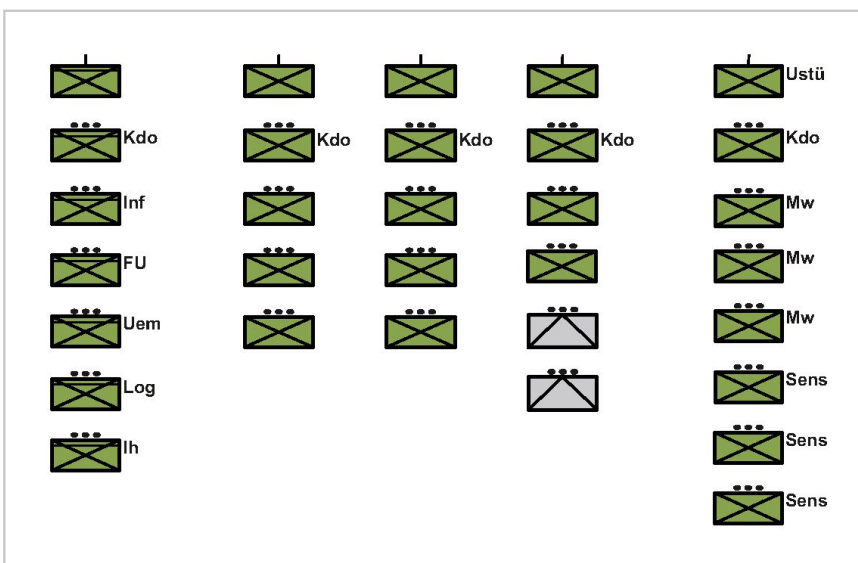 Ustü
Kdo Kdo Kdo Kdo Kdo
Inf Mw
FU Mw
Uem Mw
Log Sens
Ih Sens
Sens